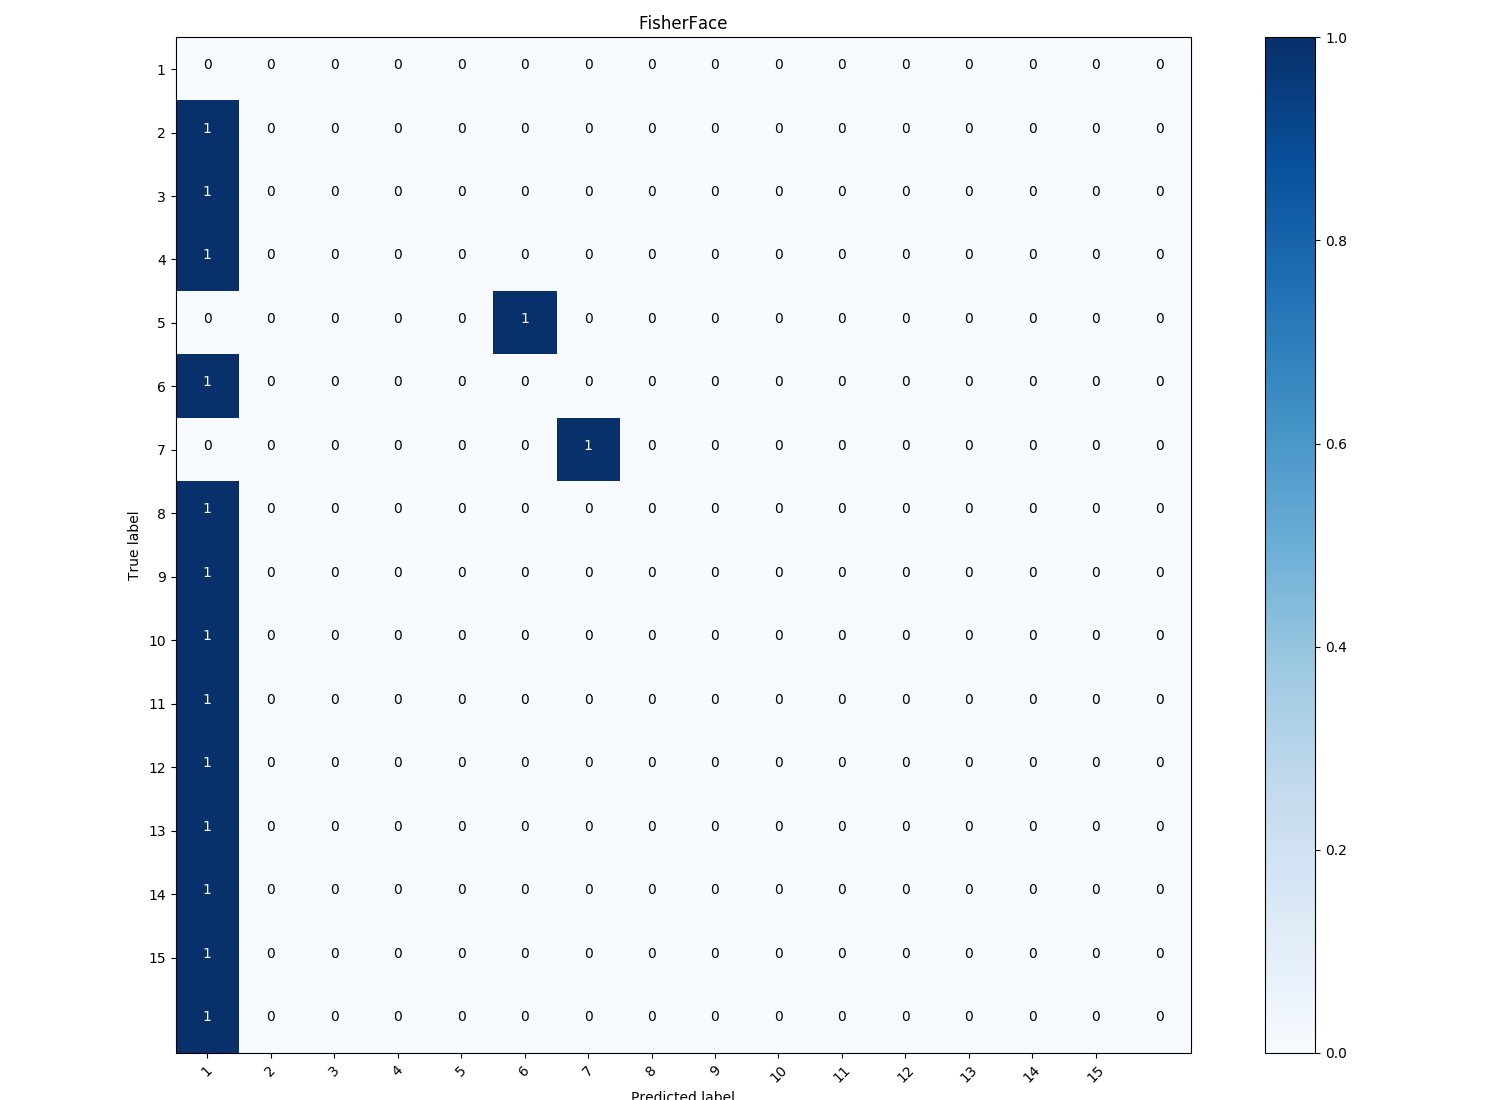 FisherFace
1 0 0 0 0 0 0 0 0 0 0 0 0 0 0 0 0
2 1 0 0 0 0 0 0 0 0 0 0 0 0 0 0 0
3 1 0 0 0 0 0 0 0 0 0 0 0 0 0 0 0
4 1 0 0 0 0 0 0 0 0 0 0 0 0 0 0 0
5 0 0 0 0 0 1 0 0 0 0 0 0 0 0 0 0
6 1 0 0 0 0 0 0 0 0 0 0 0 0 0 0 0
7 0 0 0 0 0 0 1 0 0 0 0 0 0 0 0 0
8 1 0 0 0 0 0 0 0 0 0 0 0 0 0 0 0
9 1 0 0 0 0 0 0 0 0 0 0 0 0 0 0 0
10 1 0 0 0 0 0 0 0 0 0 0 0 0 0 0 0
11 1 0 0 0 0 0 0 0 0 0 0 0 0 0 0 0
12 1 0 0 0 0 0 0 0 0 0 0 0 0 0 0 0
13 1 0 0 0 0 0 0 0 0 0 0 0 0 0 0 0
14 1 0 0 0 0 0 0 0 0 0 0 0 0 0 0 0
15 1 0 0 0 0 0 0 0 0 0 0 0 0 0 0 0
1 0 0 0 0 0 0 0 0 0 0 0 0 0 0 0
1 2 3 4 5 6 7 8 9 10 11 12 13 14 15
True label
Predicted label
1.0
0.8
0.6
0.4
0.2
0.0